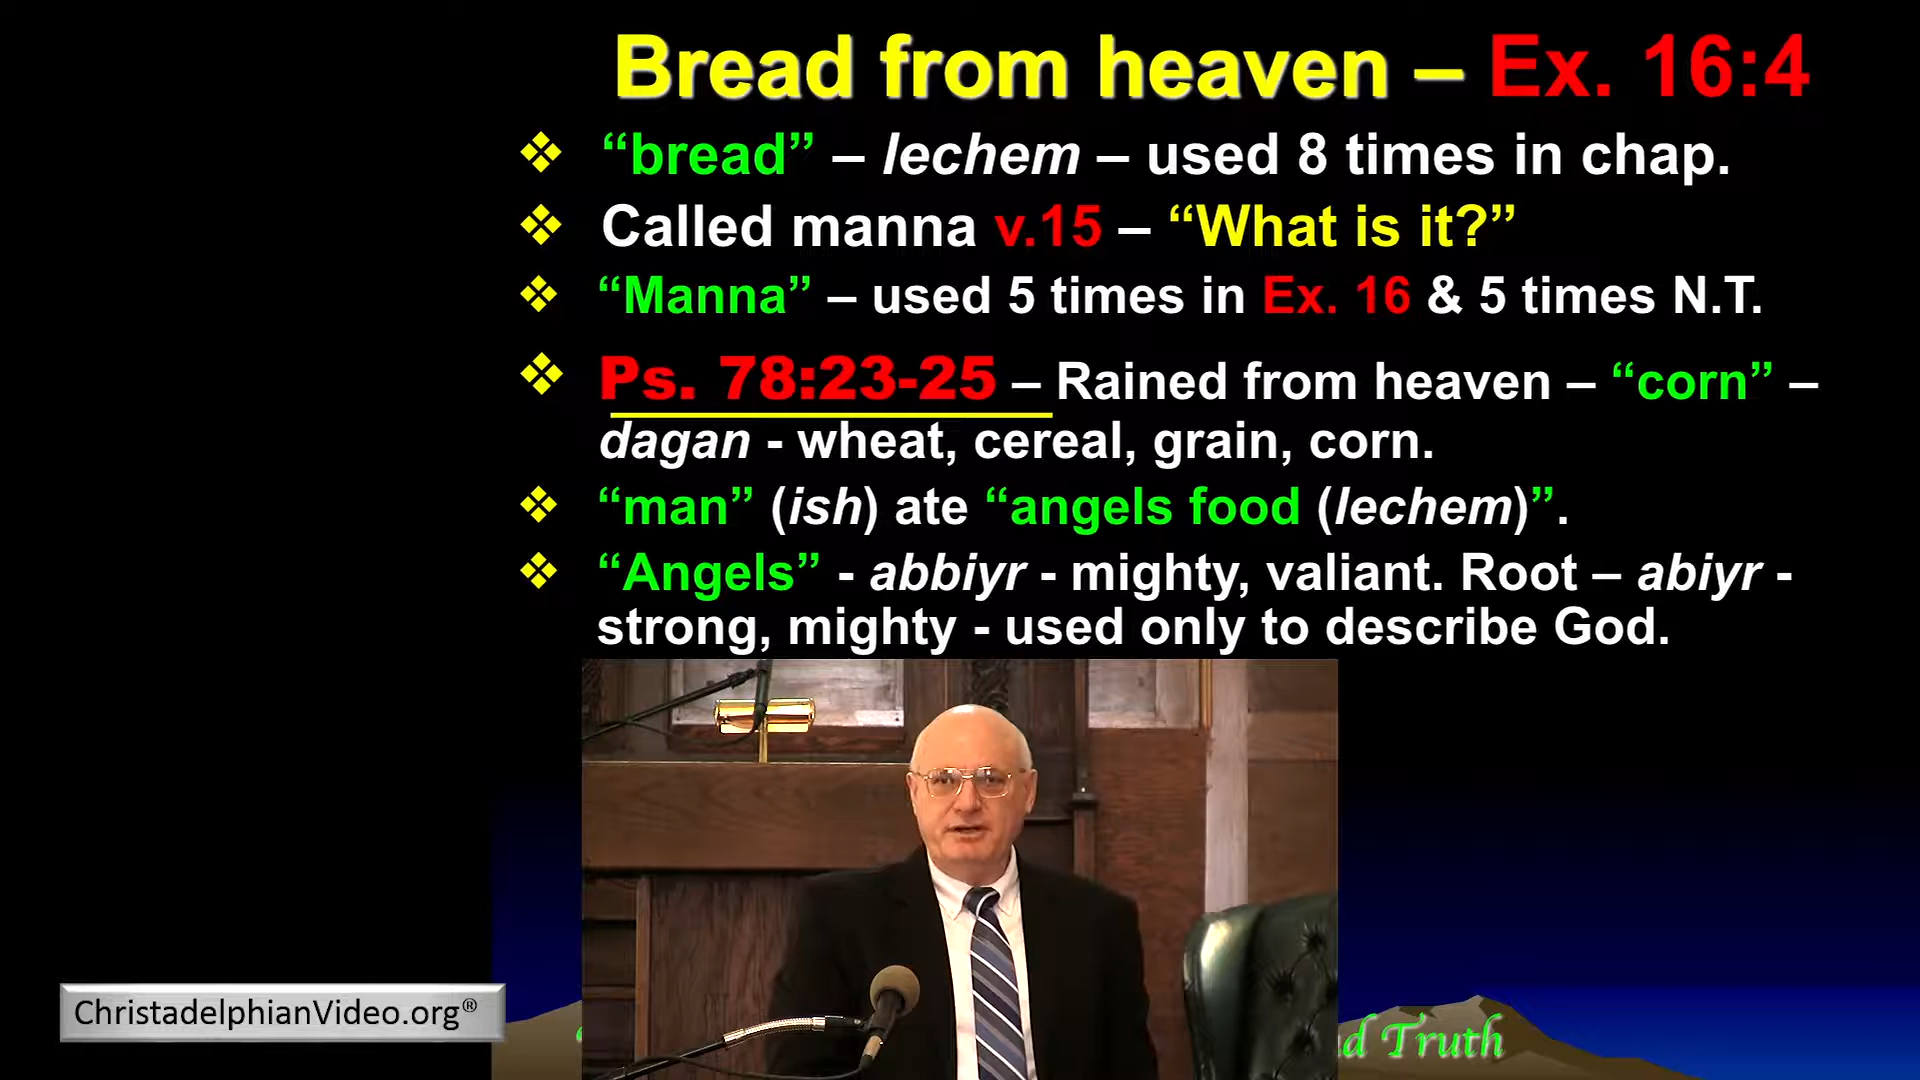 Bread from heaven – Ex. 16:4
❖ “bread” – lechem – used 8 times in chap.
❖ Called manna v.15 – “What is it?”
❖ “Manna” – used 5 times in Ex. 16 & 5 times N.T.
❖ Ps. 78:23-25 – Rained from heaven – “corn” –
dagan - wheat, cereal, grain, corn.
❖ “man” (ish) ate “angels food (lechem)”.
❖ “Angels” - abbiyr - mighty, valiant. Root – abiyr -
strong, mighty - used only to describe God.
ChristadelphianVideo.org®
Truth